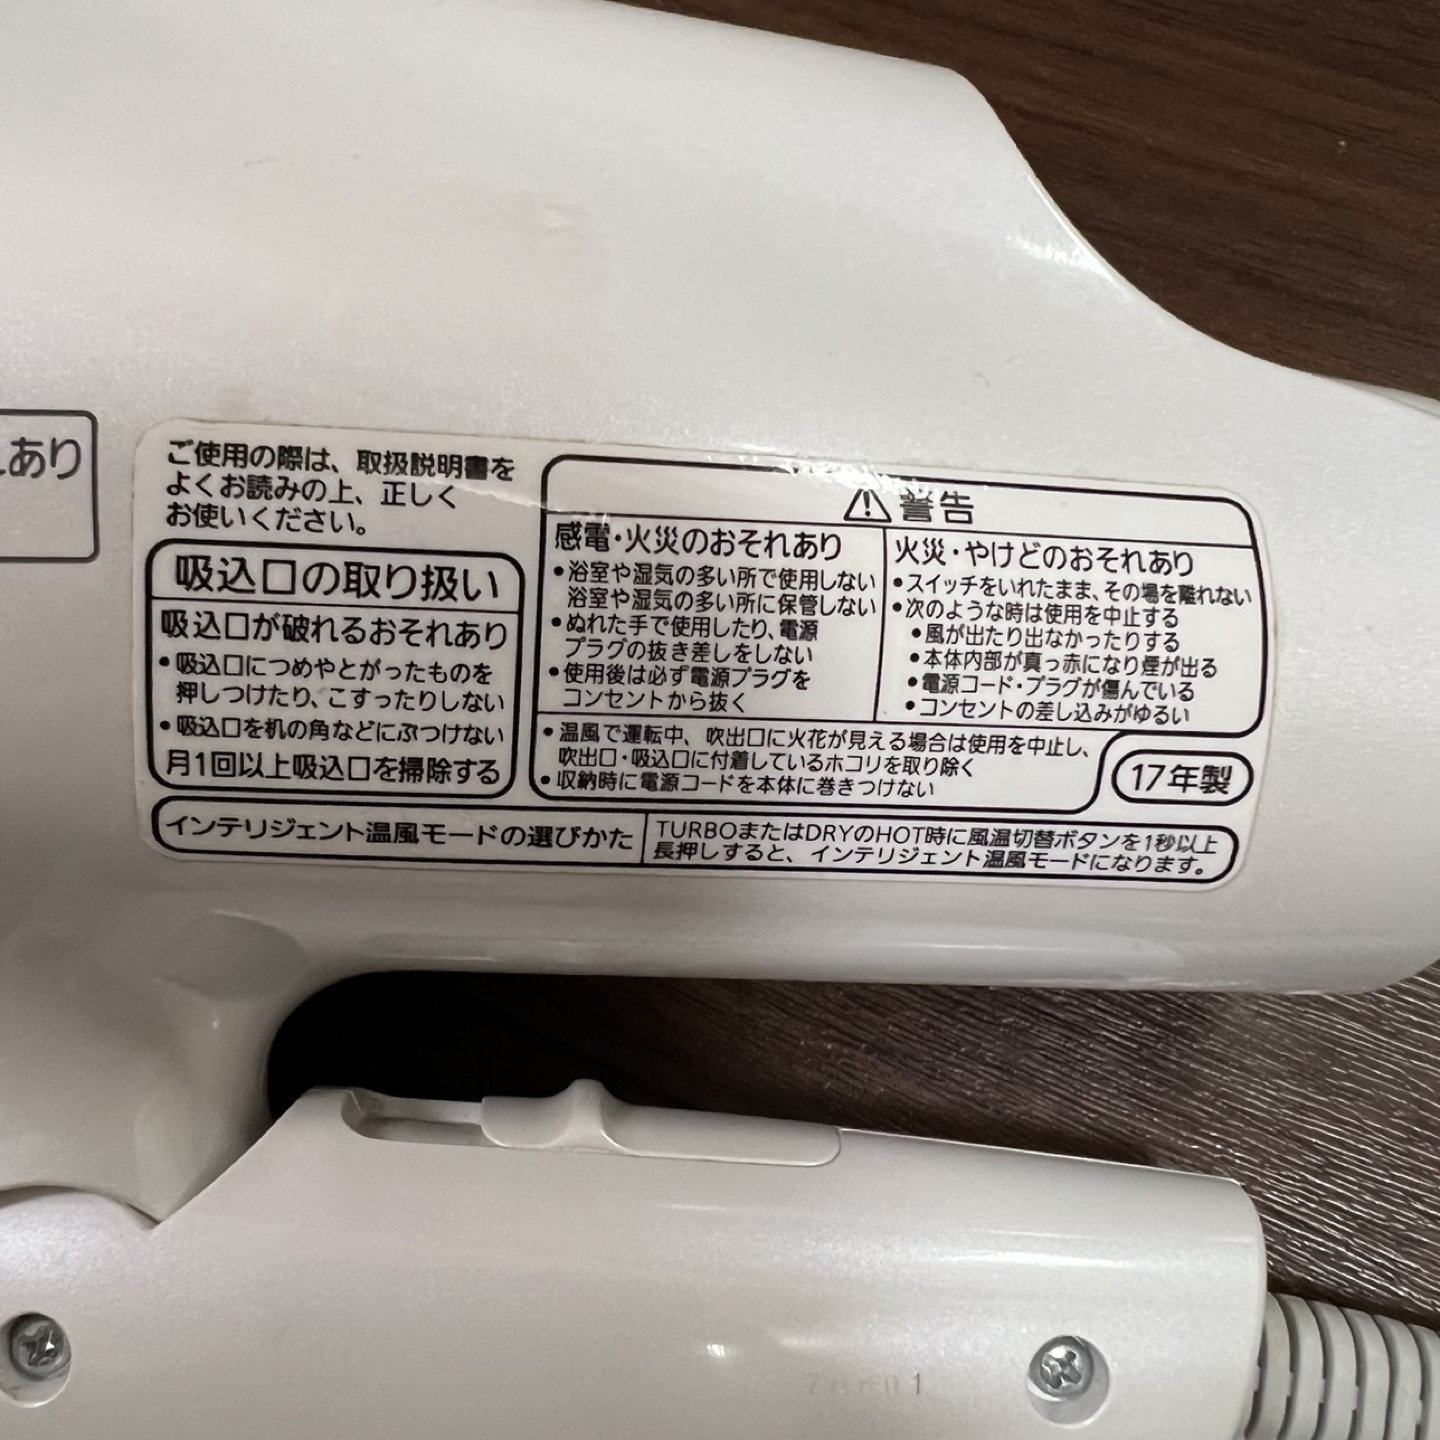 あり
ご使用の際は、取扱説明書を
よくお読みの上、正しく
お使いください。
吸込口の取り扱い
吸込口が破れるおそれあり
•吸込口につめやとがったものを
押しつけたり、こすったりしない
•吸込口を机の角などにぶつけない
月1回以上吸込口を掃除する
⚠警告
感電・火災のおそれあり
•浴室や湿気の多い所で使用しない
浴室や湿気の多い所に保管しない
•ぬれた手で使用したり、電源
プラグの抜き差しをしない
•使用後は必ず電源プラグを
コンセントから抜く
火災・やけどのおそれあり
•スイッチをいれたまま、その場を離れない
•次のような時は使用を中止する
•風が出たり出なかったりする
•本体内部が真っ赤になり煙が出る
•電源コード・プラグが傷んでいる
•コンセントの差し込みがゆるい
•温風で運転中、吹出口に火花が見える場合は使用を中止し、
吹出口・吸込口に付着しているホコリを取り除く
•収納時に電源コードを本体に巻きつけない
17年製
インテリジェント温風モードの選びかた
TURBOまたはDRYのHOT時に風温切替ボタンを1秒以上
長押しすると、インテリジェント温風モードになります。